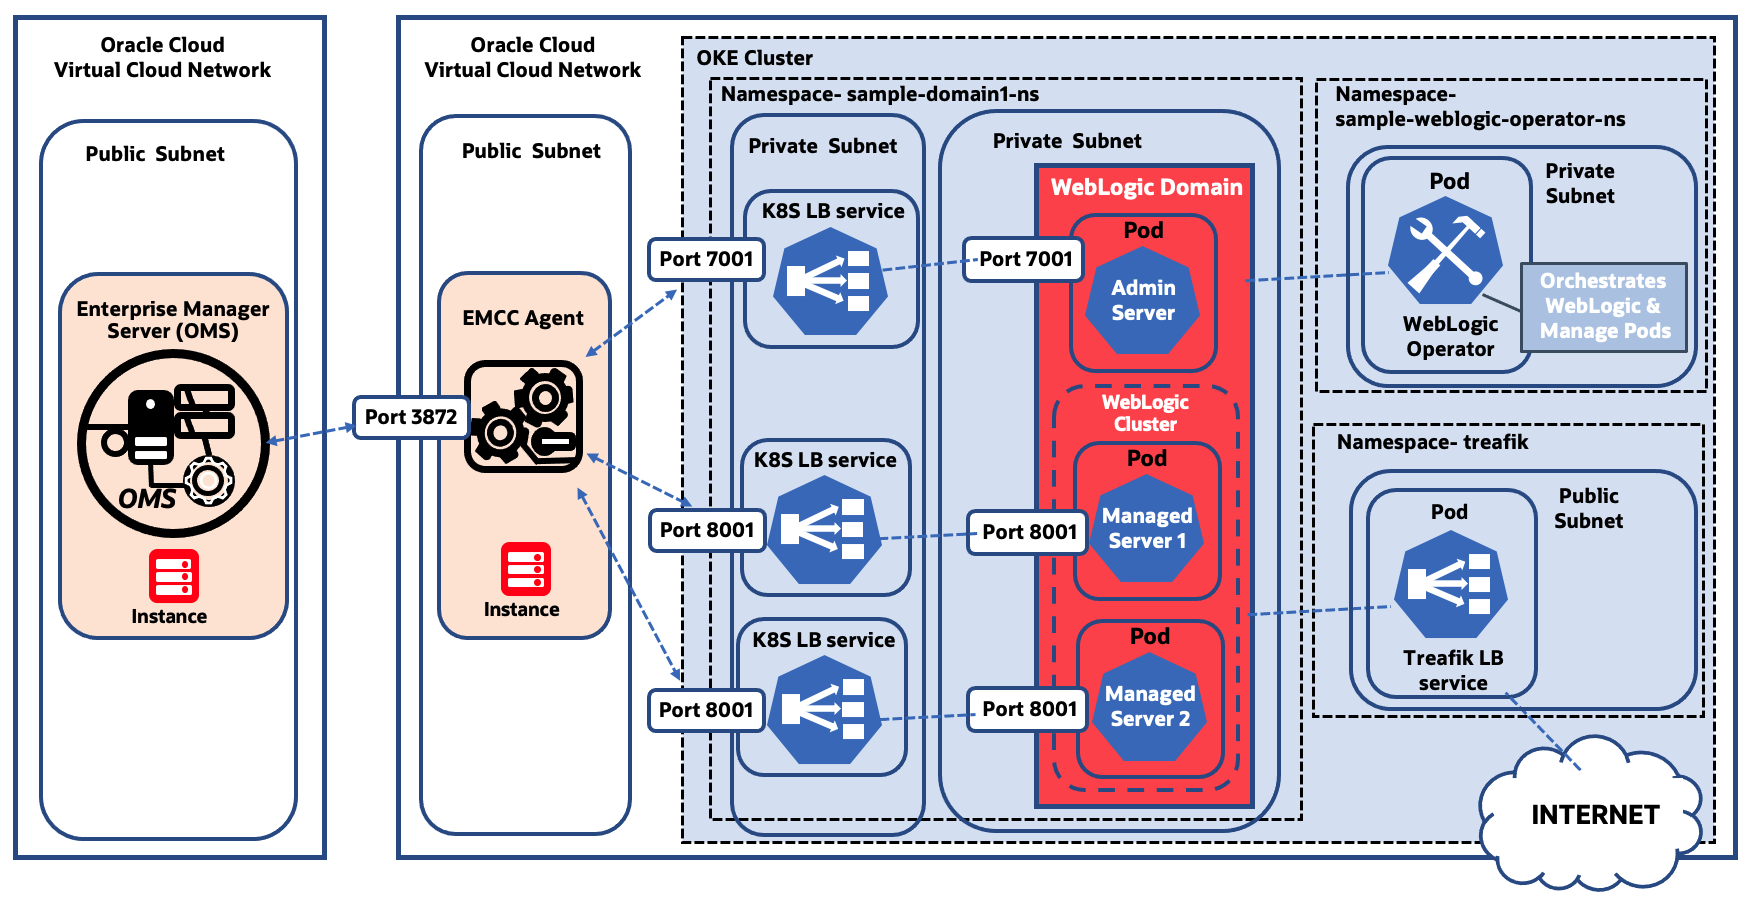 Oracle Cloud
Virtual Cloud Network
Public Subnet
Enterprise Manager
Server (OMS)
OMS
Instance
Port 3872
Oracle Cloud
Virtual Cloud Network
Public Subnet
EMCC Agent
Instance
OKE Cluster
Namespace- sample-domain1-ns
Private Subnet
K8S LB service
Port 7001
K8S LB service
Port 8001
K8S LB service
Port 8001
Private Subnet
WebLogic Domain
Pod
Port 7001
Admin
Server
WebLogic
Cluster
Pod
Port 8001
Managed
Server 1
Pod
Port 8001
Managed
Server 2
Namespace-
sample-weblogic-operator-ns
Private
Subnet
Pod
WebLogic
Operator
Orchestrates
WebLogic &
Manage Pods
Namespace- treafik
Public
Subnet
Pod
Treafik LB
service
INTERNET